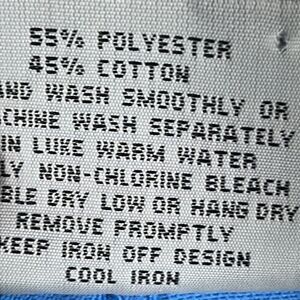 55% POLYESTER
45% COTTON
ND WASH SMOOTHLY OR
CHINE WASH SEPARATELY
IN LUKE WARM WATER
LY NON-CHLORINE BLEACH
BLE DRY LOW OR HANG DRY
REMOVE PROMPTLY
KEEP IRON OFF DESIGN
COOL IRON